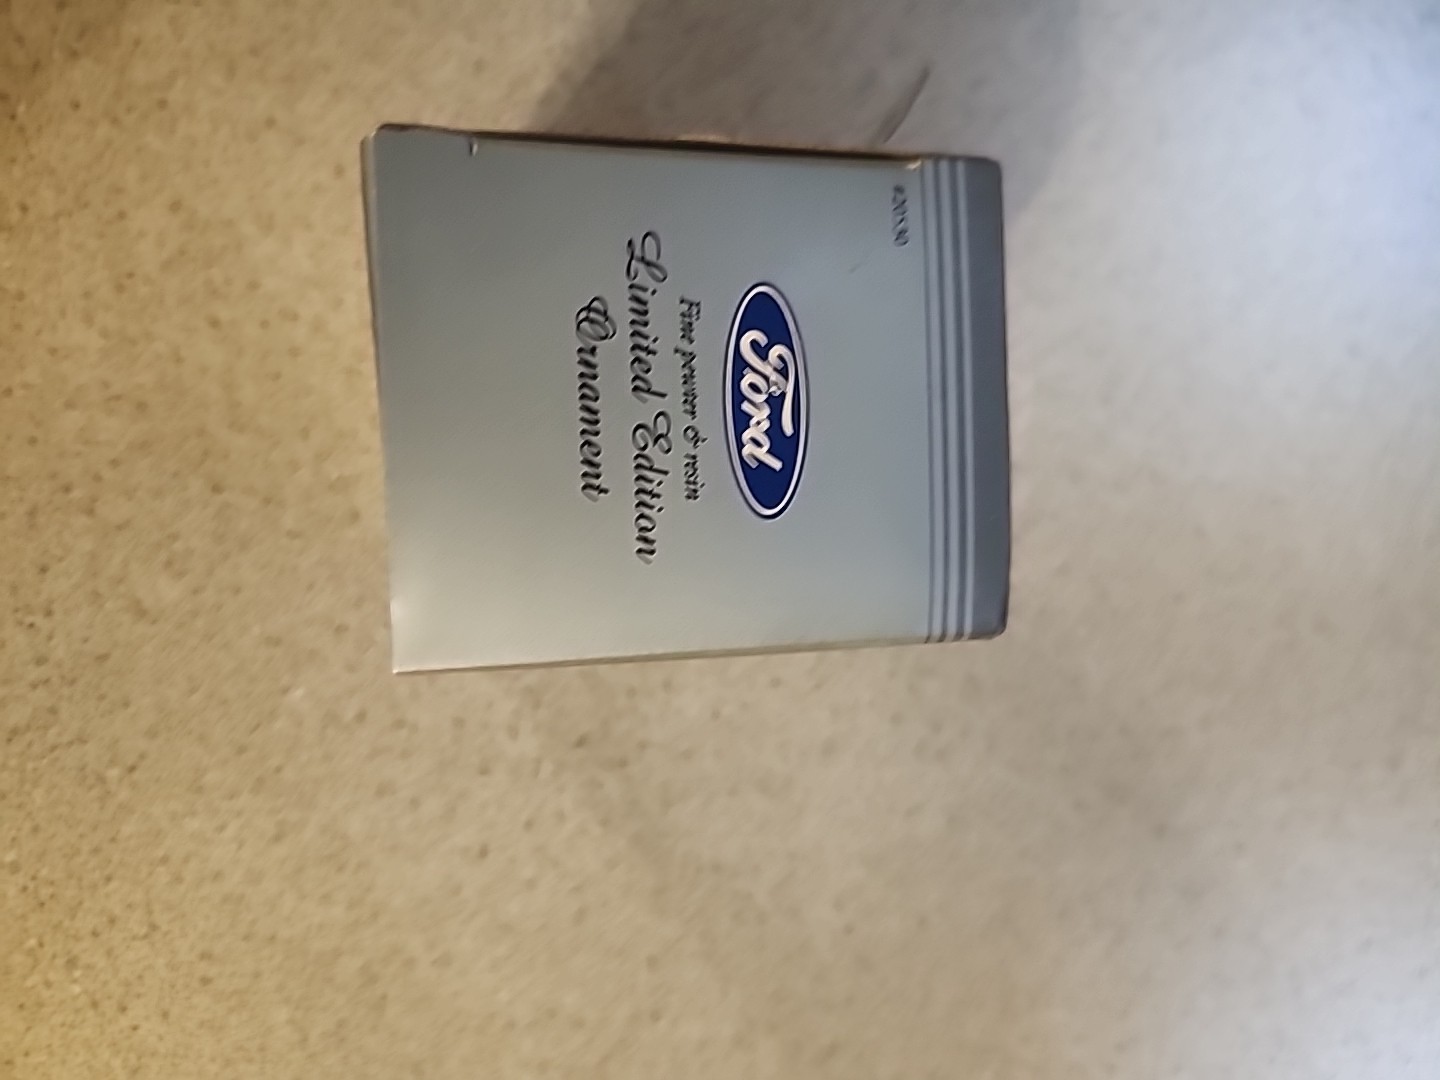 Ford
Fine pewter & resin
Limited Edition
Ornament